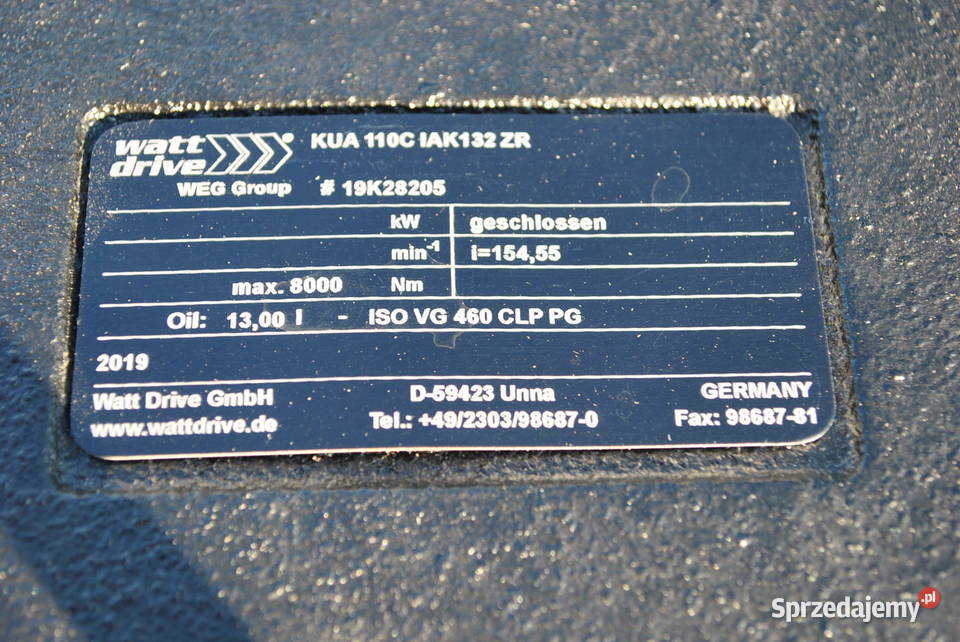 watt drive
KUA 110C IAK132 ZR
WEG Group # 19K28205
kW geschlossen
min⁻¹ i=154,55
max. 8000 Nm
Oil: 13,00 l - ISO VG 460 CLP PG
2019
Watt Drive GmbH D-59423 Unna GERMANY
www.wattdrive.de Tel.: +49/2303/98687-0 Fax: 98687-81
Sprzedajemy.pl